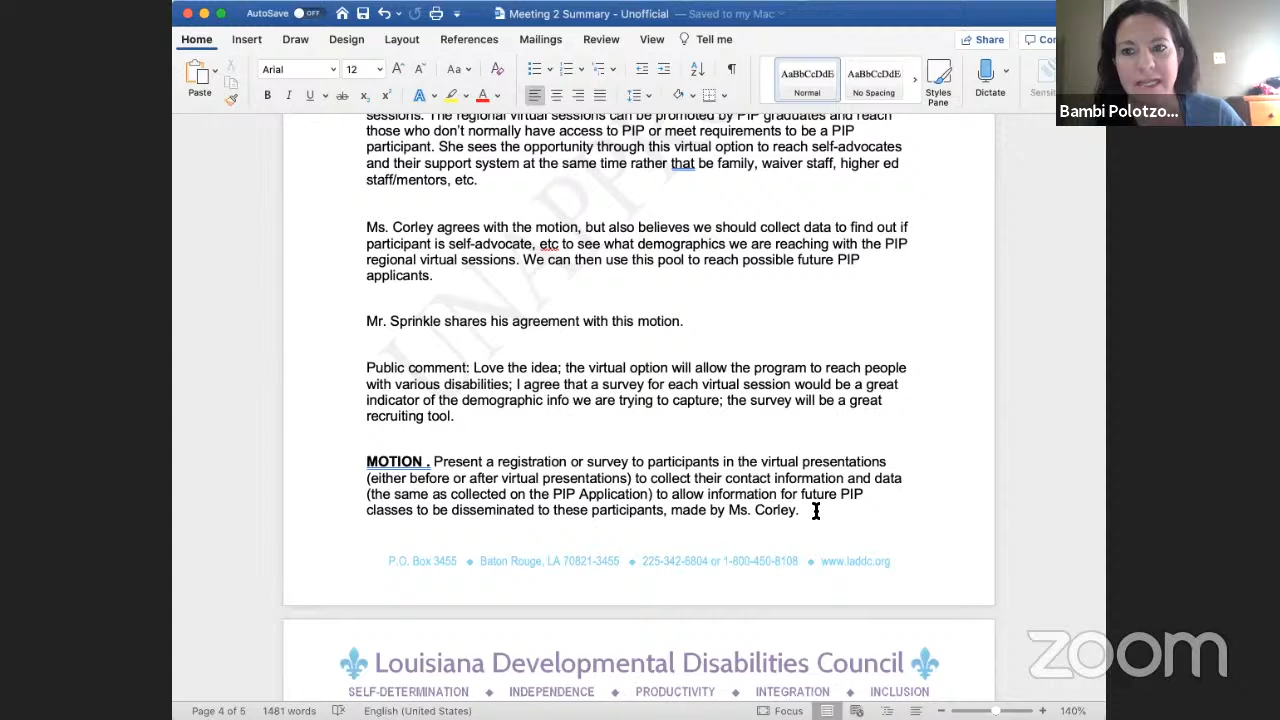 AutoSave OFF
Meeting 2 Summary - Unofficial — Saved to my Mac
Home Insert Draw Design Layout References Mailings Review View Tell me Share
Paste Arial 12 Aa
AaBbCcDdE AaBbCcDdE
Normal No Spacing Styles Pane Dictate
Bambi Polotzo...
sessions. The regional virtual sessions can be promoted by PIP graduates and reach
those who don't normally have access to PIP or meet requirements to be a PIP
participant. She sees the opportunity through this virtual option to reach self-advocates
and their support system at the same time rather that be family, waiver staff, higher ed
staff/mentors, etc.
Ms. Corley agrees with the motion, but also believes we should collect data to find out if
participant is self-advocate, etc to see what demographics we are reaching with the PIP
regional virtual sessions. We can then use this pool to reach possible future PIP
applicants.
Mr. Sprinkle shares his agreement with this motion.
Public comment: Love the idea; the virtual option will allow the program to reach people
with various disabilities; I agree that a survey for each virtual session would be a great
indicator of the demographic info we are trying to capture; the survey will be a great
recruiting tool.
MOTION . Present a registration or survey to participants in the virtual presentations
(either before or after virtual presentations) to collect their contact information and data
(the same as collected on the PIP Application) to allow information for future PIP
classes to be disseminated to these participants, made by Ms. Corley.
P.O. Box 3455 ◆ Baton Rouge, LA 70821-3455 ◆ 225-342-6804 or 1-800-450-8108 ◆ www.laddc.org
Louisiana Developmental Disabilities Council
SELF-DETERMINATION ◆ INDEPENDENCE ◆ PRODUCTIVITY ◆ INTEGRATION ◆ INCLUSION
zoom
Page 4 of 5 1481 words English (United States) Focus 140%